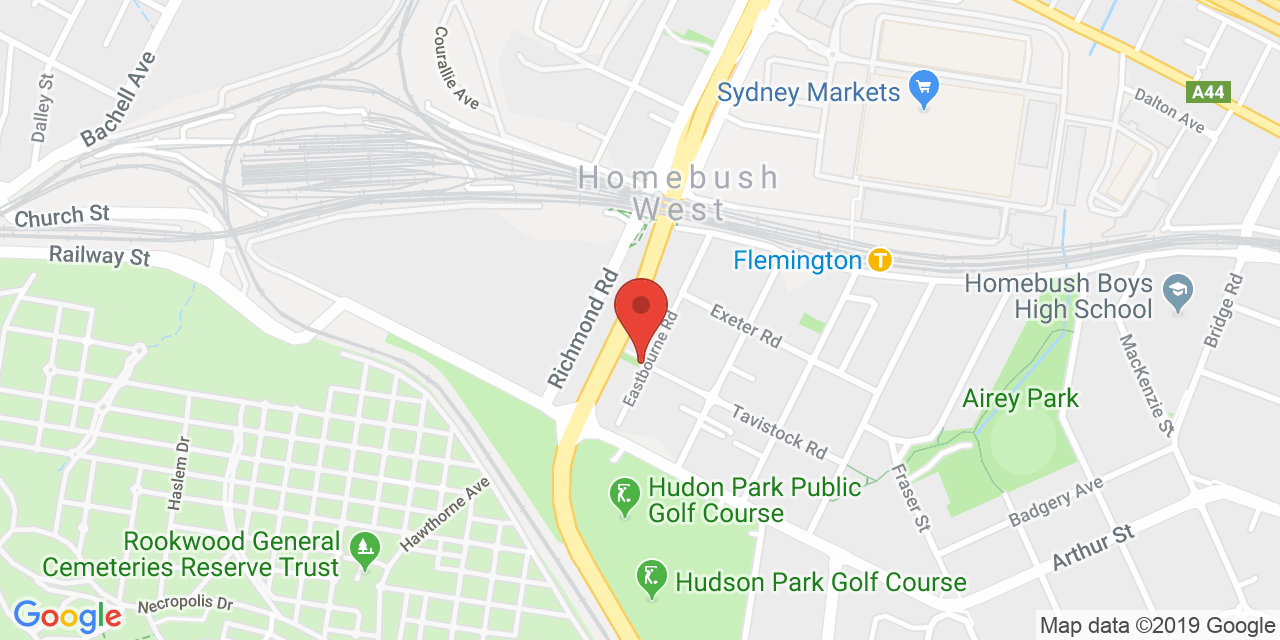 Dalley St
Bachell Ave
Courallie Ave
Sydney Markets
A44
Dalton Ave
Homebush
West
Church St
Railway St
Flemington
T
Homebush Boys
High School
Bridge Rd
Richmond Rd
Eastbourne Rd
Exeter Rd
MacKenzie St
Airey Park
Tavistock Rd
Haslem Dr
Hawthorne Ave
Hudon Park Public
Golf Course
Fraser St
Badgery Ave
Arthur St
Rookwood General
Cemeteries Reserve Trust
Hudson Park Golf Course
Necropolis Dr
Google
Map data ©2019 Google